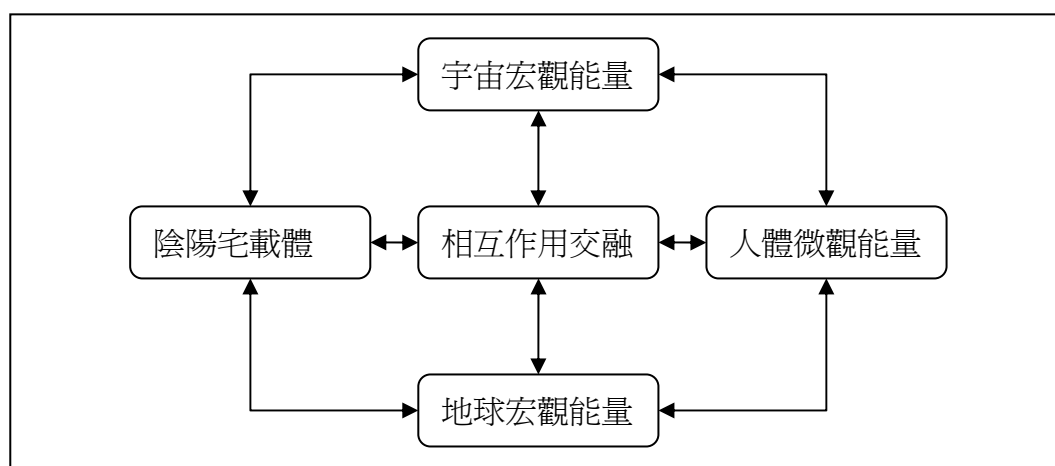 宇宙宏觀能量
陰陽宅載體
相互作用交融
人體微觀能量
地球宏觀能量